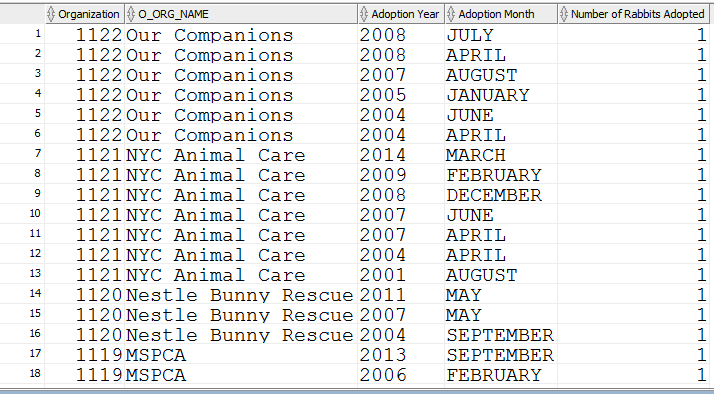 Organization O_ORG_NAME Adoption Year Adoption Month Number of Rabbits Adopted
1 1122 Our Companions 2008 JULY 1
2 1122 Our Companions 2008 APRIL 1
3 1122 Our Companions 2007 AUGUST 1
4 1122 Our Companions 2005 JANUARY 1
5 1122 Our Companions 2004 JUNE 1
6 1122 Our Companions 2004 APRIL 1
7 1121 NYC Animal Care 2014 MARCH 1
8 1121 NYC Animal Care 2009 FEBRUARY 1
9 1121 NYC Animal Care 2008 DECEMBER 1
10 1121 NYC Animal Care 2007 JUNE 1
11 1121 NYC Animal Care 2007 APRIL 1
12 1121 NYC Animal Care 2004 APRIL 1
13 1121 NYC Animal Care 2001 AUGUST 1
14 1120 Nestle Bunny Rescue 2011 MAY 1
15 1120 Nestle Bunny Rescue 2007 MAY 1
16 1120 Nestle Bunny Rescue 2004 SEPTEMBER 1
17 1119 MSPCA 2013 SEPTEMBER 1
18 1119 MSPCA 2006 FEBRUARY 1